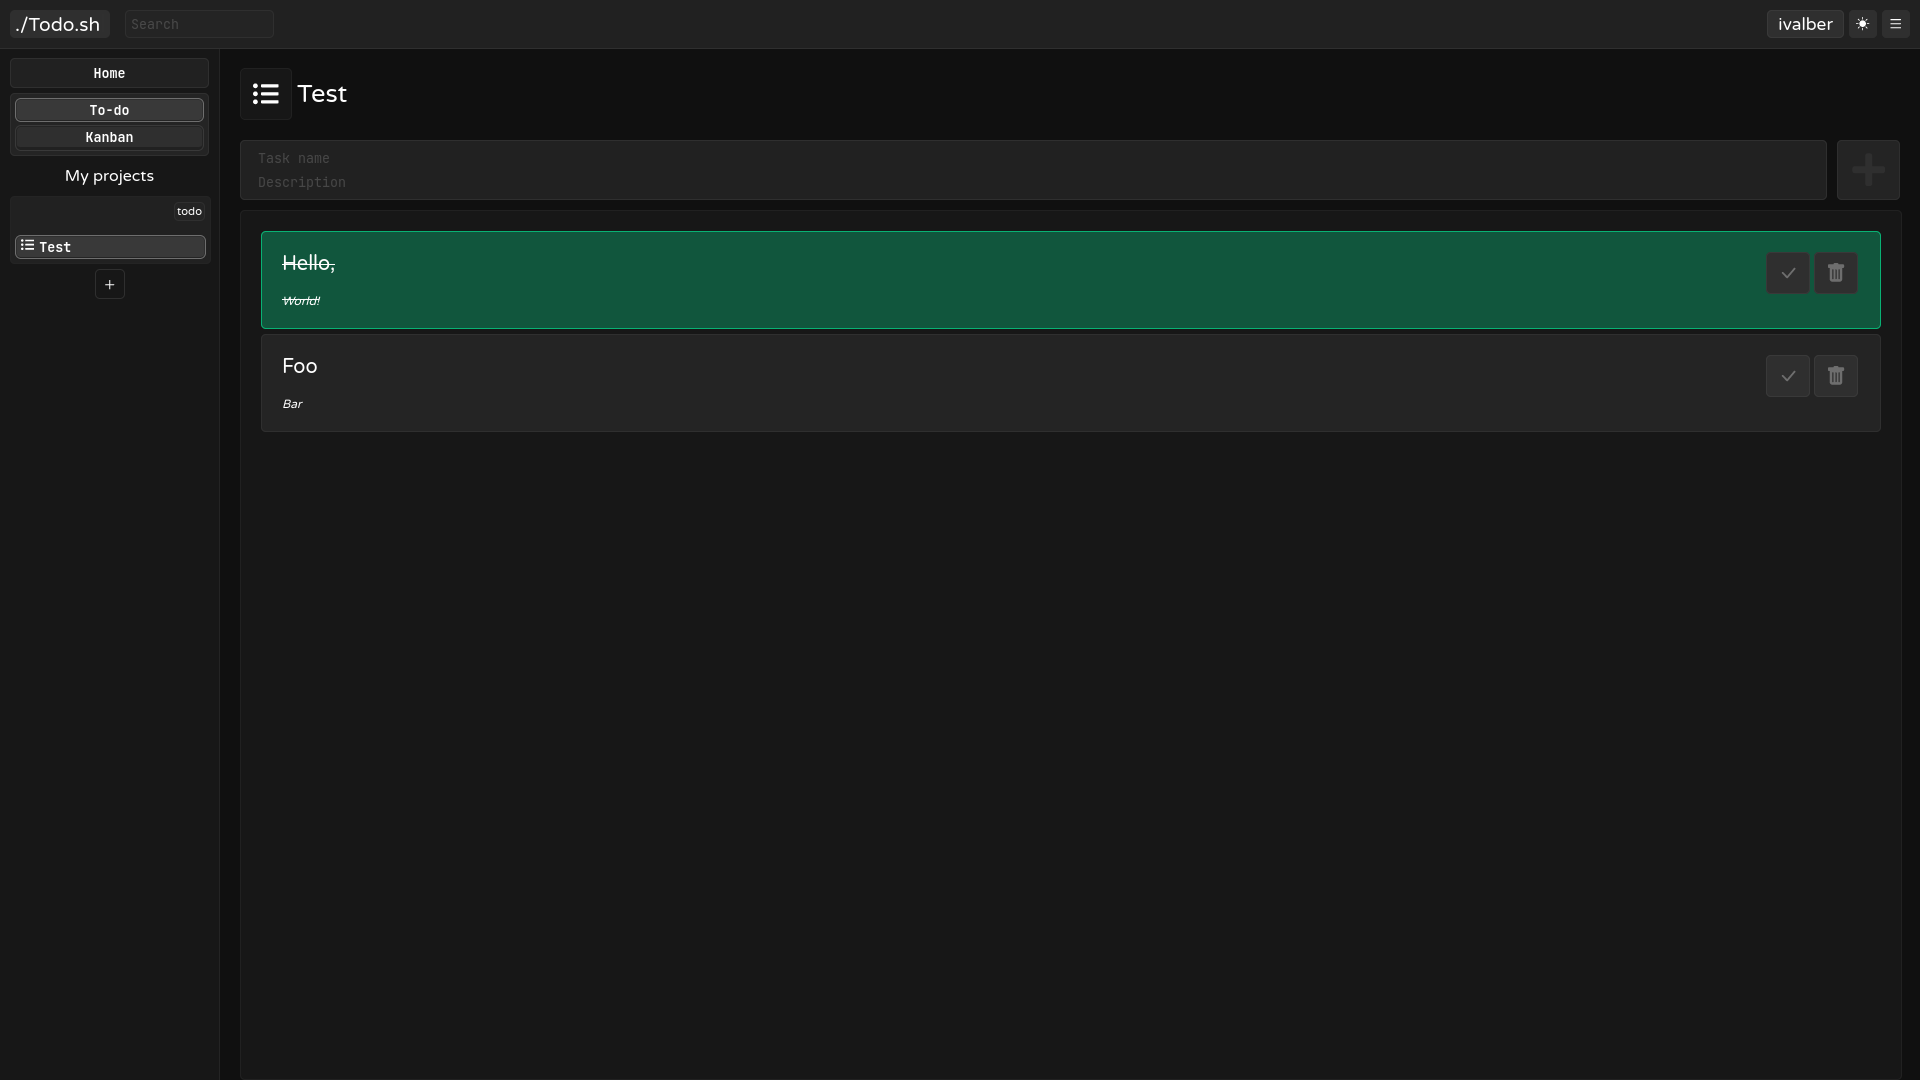 ./Todo.sh
Search
ivalber
Home
To-do
Kanban
My projects
todo
Test
Test
Task name
Description
Hello,
World!
Foo
Bar